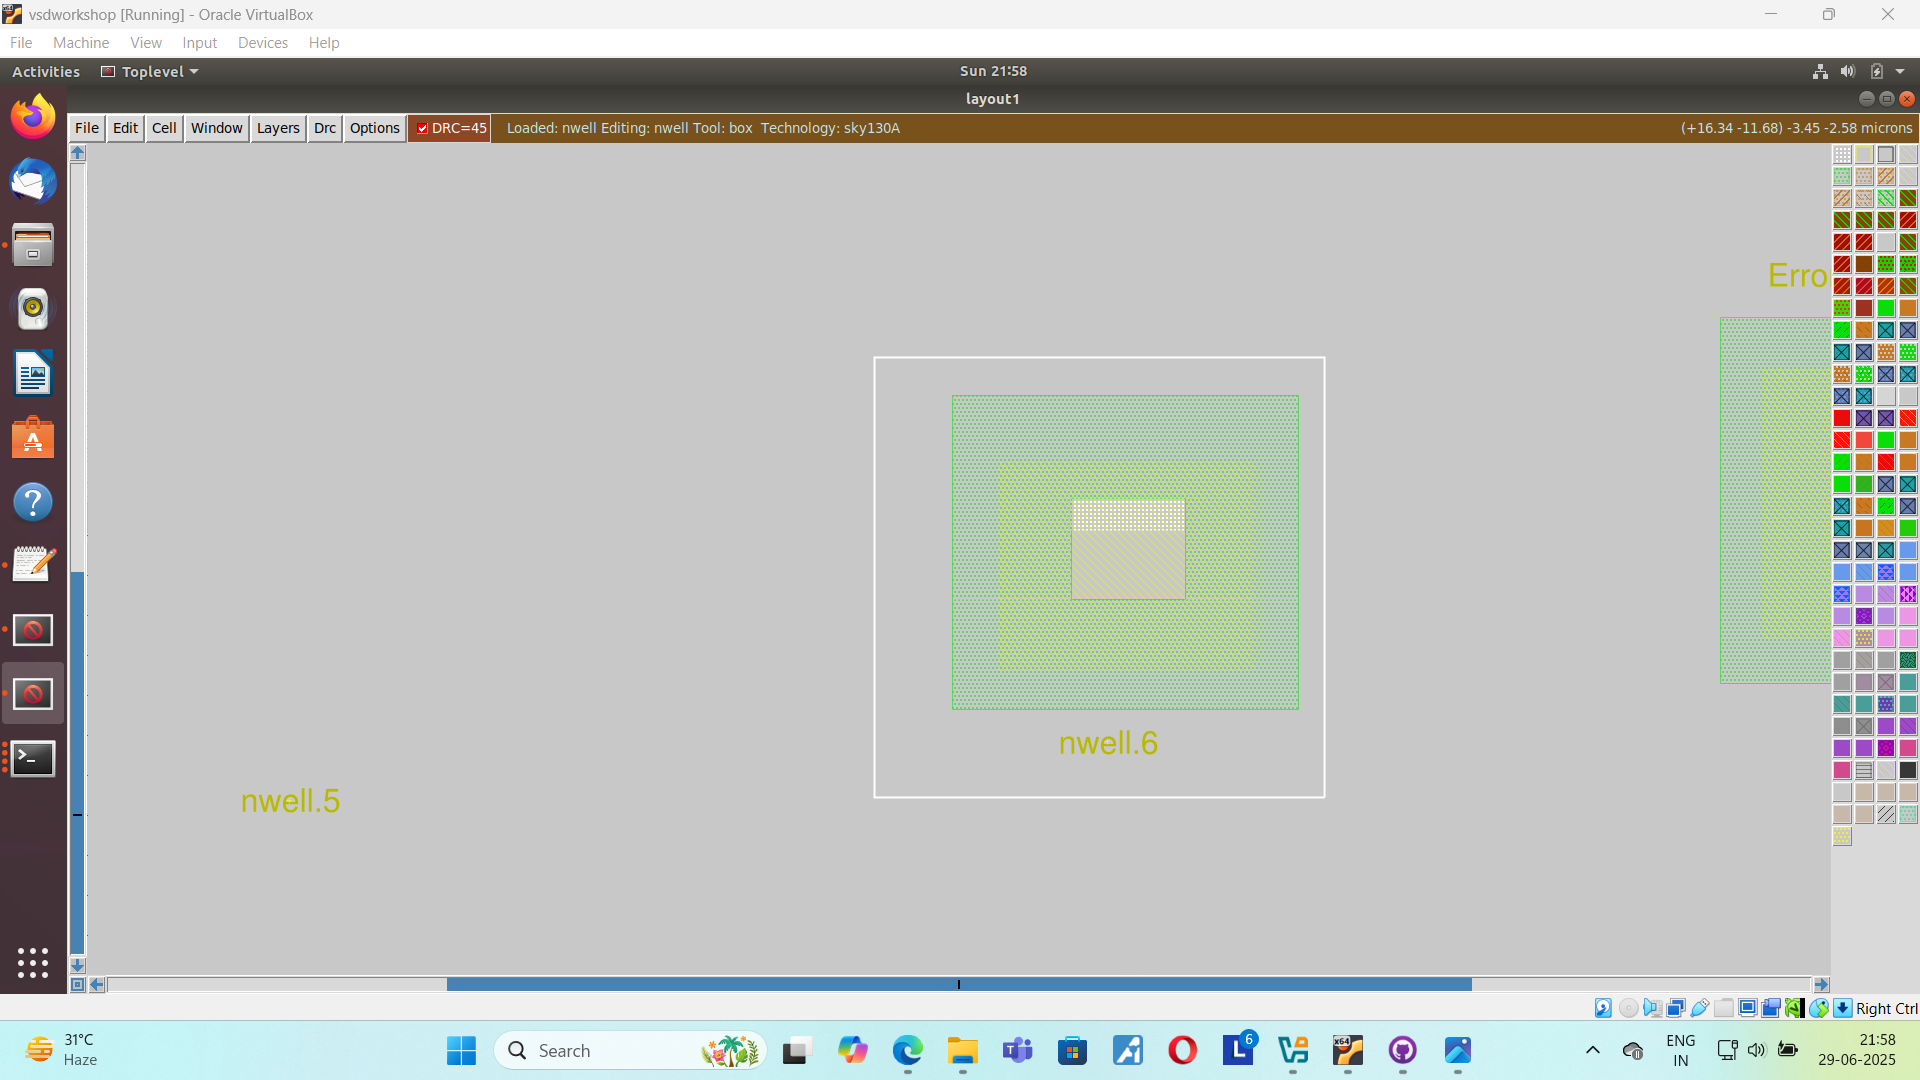 vsdworkshop [Running] - Oracle VirtualBox
File Machine View Input Devices Help
Activities Toplevel Sun 21:58
layout1
File Edit Cell Window Layers Drc Options DRC=45 Loaded: nwell Editing: nwell Tool: box Technology: sky130A (+16.34 -11.68) -3.45 -2.58 microns
Erro
nwell.6
nwell.5
Right Ctrl
31°C
Haze
Search
6
ENG
IN
21:58
29-06-2025